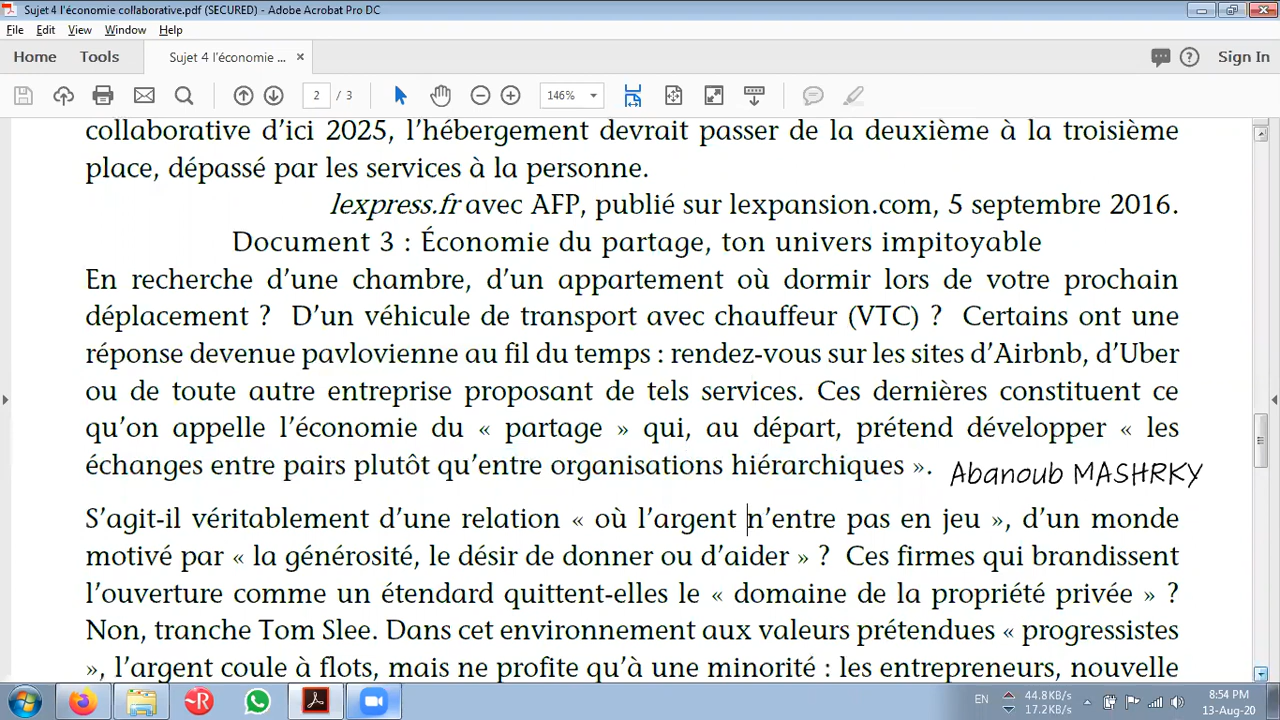 Sujet 4 l'économie collaborative.pdf (SECURED) - Adobe Acrobat Pro DC
File Edit View Window Help
Home Tools Sujet 4 l'économie ... × Sign In
2 / 3 146%
collaborative d’ici 2025, l’hébergement devrait passer de la deuxième à la troisième
place, dépassé par les services à la personne.
lexpress.fr avec AFP, publié sur lexpansion.com, 5 septembre 2016.
Document 3 : Économie du partage, ton univers impitoyable
En recherche d’une chambre, d’un appartement où dormir lors de votre prochain
déplacement ? D’un véhicule de transport avec chauffeur (VTC) ? Certains ont une
réponse devenue pavlovienne au fil du temps : rendez-vous sur les sites d’Airbnb, d’Uber
ou de toute autre entreprise proposant de tels services. Ces dernières constituent ce
qu’on appelle l’économie du « partage » qui, au départ, prétend développer « les
échanges entre pairs plutôt qu’entre organisations hiérarchiques ».
Abanoub MASHRKY
S’agit-il véritablement d’une relation « où l’argent n’entre pas en jeu », d’un monde
motivé par « la générosité, le désir de donner ou d’aider » ? Ces firmes qui brandissent
l’ouverture comme un étendard quittent-elles le « domaine de la propriété privée » ?
Non, tranche Tom Slee. Dans cet environnement aux valeurs prétendues « progressistes
», l’argent coule à flots, mais ne profite qu’à une minorité : les entrepreneurs, nouvelle
EN 44.8KB/s 8:54 PM
17.2KB/s 13-Aug-20